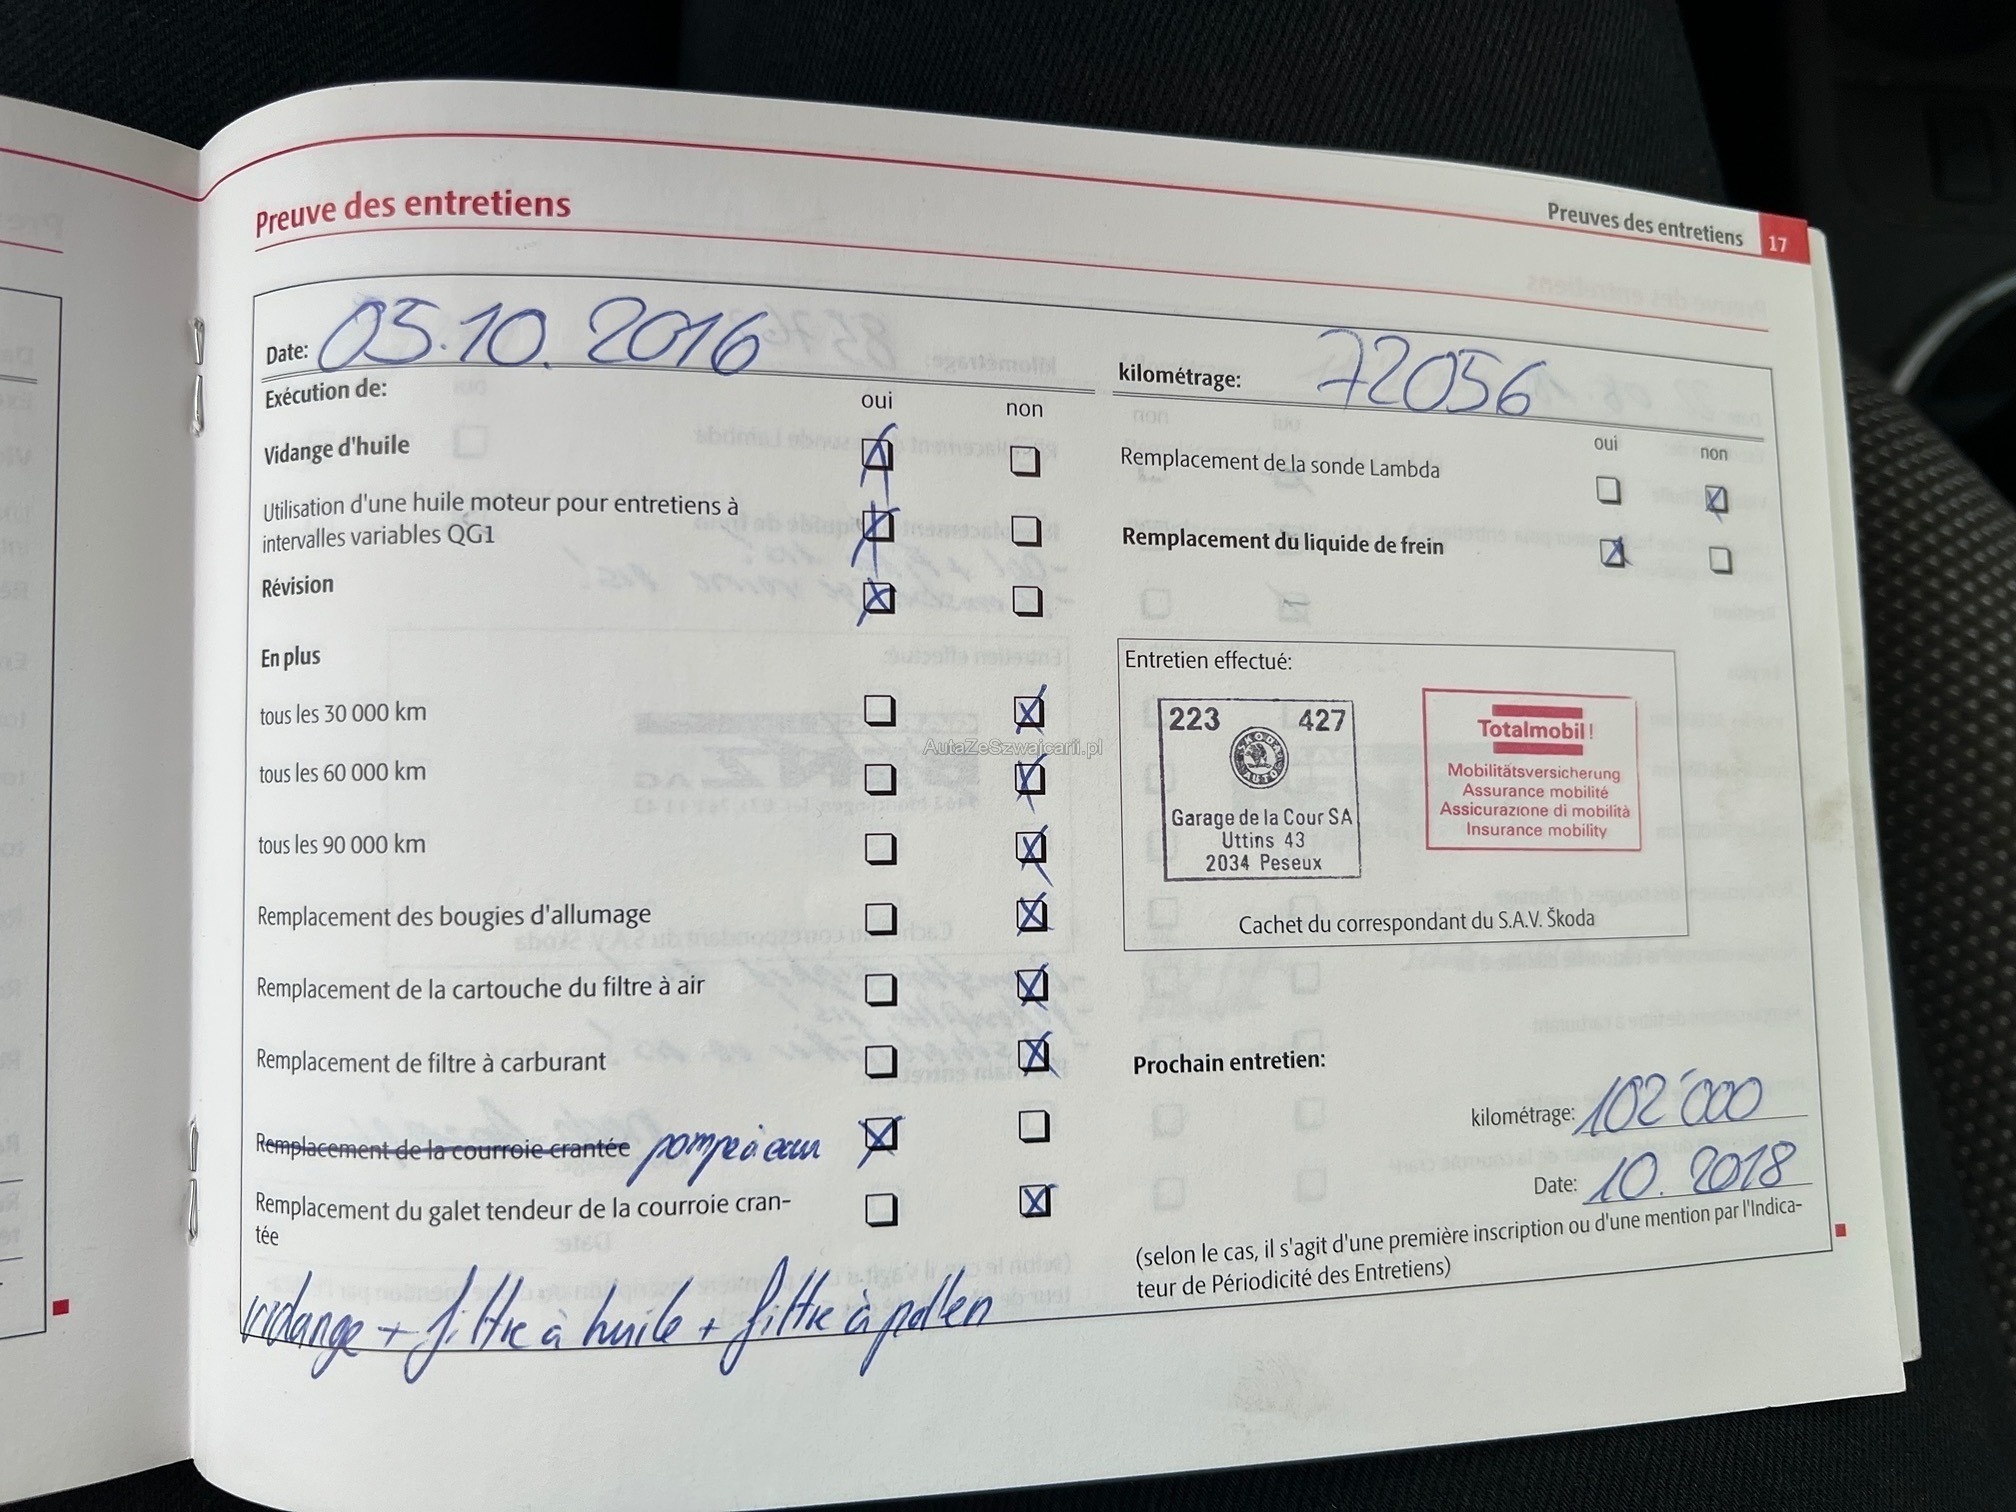 Preuves des entretiens 17
Preuve des entretiens
Date: 05.10.2016
Exécution de:
oui non
Vidange d'huile
Utilisation d'une huile moteur pour entretiens à
intervalles variables QG1
Révision
En plus
tous les 30 000 km
tous les 60 000 km
tous les 90 000 km
Remplacement des bougies d'allumage
Remplacement de la cartouche du filtre à air
Remplacement de filtre à carburant
Remplacement de la courroie crantée pompe à eau
Remplacement du galet tendeur de la courroie cran-
tée
vidange + filtre à huile + filtre à pollen
kilométrage: 72056
oui non
Remplacement de la sonde Lambda
Remplacement du liquide de frein
Entretien effectué:
223 427
ŠKODA
AUTO
Garage de la Cour SA
Uttins 43
2034 Peseux
Totalmobil!
Mobilitätsversicherung
Assurance mobilité
Assicurazione di mobilità
Insurance mobility
Cachet du correspondant du S.A.V. Škoda
Prochain entretien:
kilométrage: 102'000
Date: 10. 2018
(selon le cas, il s'agit d'une première inscription ou d'une mention par l'Indica-
teur de Périodicité des Entretiens)
AutaZeSzwajcarii.pl